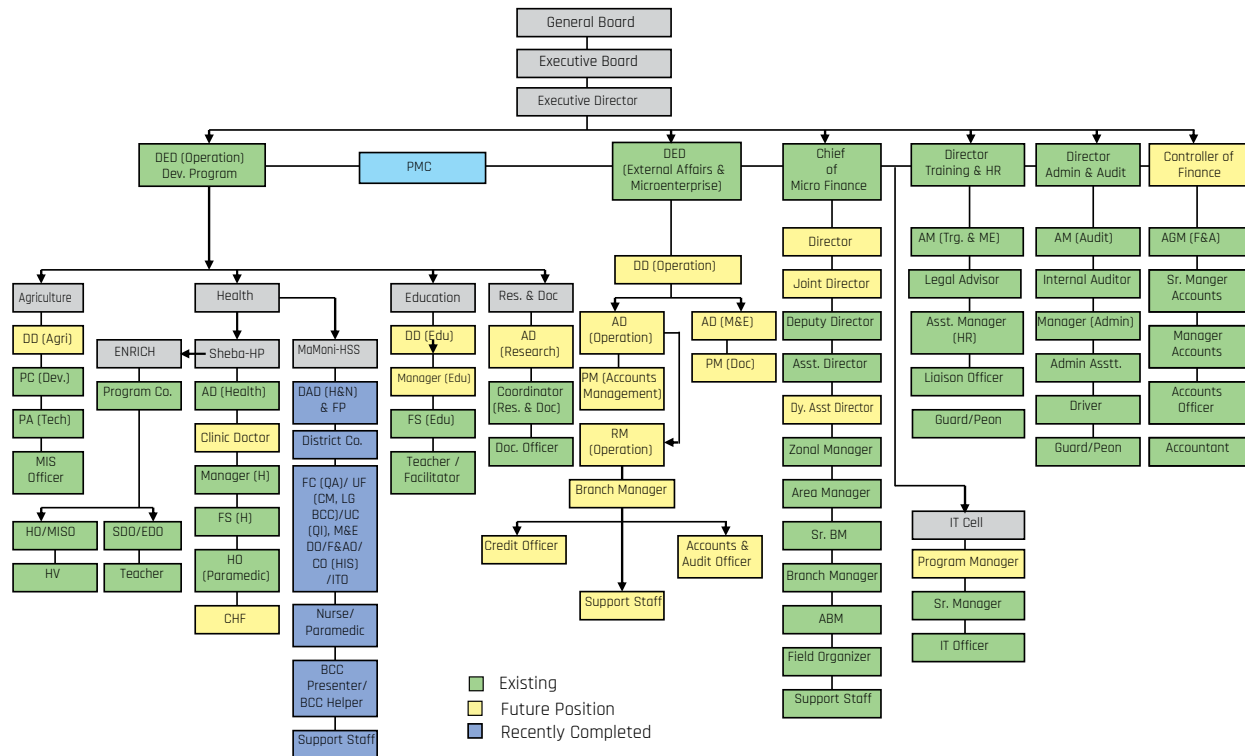 General Board
Executive Board
Executive Director
DED (Operation)
Dev. Program
PMC
DED
(External Affairs &
Microenterprise)
Chief
of
Micro Finance
Director
Training & HR
Director
Admin & Audit
Controller of
Finance
Agriculture
DD (Agri)
PC (Dev.)
PA (Tech)
MIS
Officer
Health
ENRICH
Program Co.
HO/MISO
HV
SDO/EDO
Teacher
Sheba-HP
AD (Health)
Clinic Doctor
Manager (H)
FS (H)
HO
(Paramedic)
CHF
MaMoni-HSS
DAD (H&N)
& FP
District Co.
FC (QA)/ UF
(CM, LG
BCC)/UC
(QI), M&E
DO/F&AO/
CO (HIS)
/ITO
Nurse/
Paramedic
BCC
Presenter/
BCC Helper
Support Staff
Education
DD (Edu)
Manager (Edu)
FS (Edu)
Teacher /
Facilitator
Res. & Doc
AD
(Research)
Coordinator
(Res. & Doc)
Doc. Officer
DD (Operation)
AD
(Operation)
PM (Accounts
Management)
RM
(Operation)
AD (M&E)
PM (Doc)
Branch Manager
Credit Officer
Accounts &
Audit Officer
Support Staff
Director
Joint Director
Deputy Director
Asst. Director
Dy. Asst Director
Zonal Manager
Area Manager
Sr. BM
Branch Manager
ABM
Field Organizer
Support Staff
AM (Trg. & ME)
Legal Advisor
Asst. Manager
(HR)
Liaison Officer
Guard/Peon
IT Cell
Program Manager
Sr. Manager
IT Officer
AM (Audit)
Internal Auditor
Manager (Admin)
Admin Asstt.
Driver
Guard/Peon
AGM (F&A)
Sr. Manger
Accounts
Manager
Accounts
Accounts
Officer
Accountant
Existing
Future Position
Recently Completed